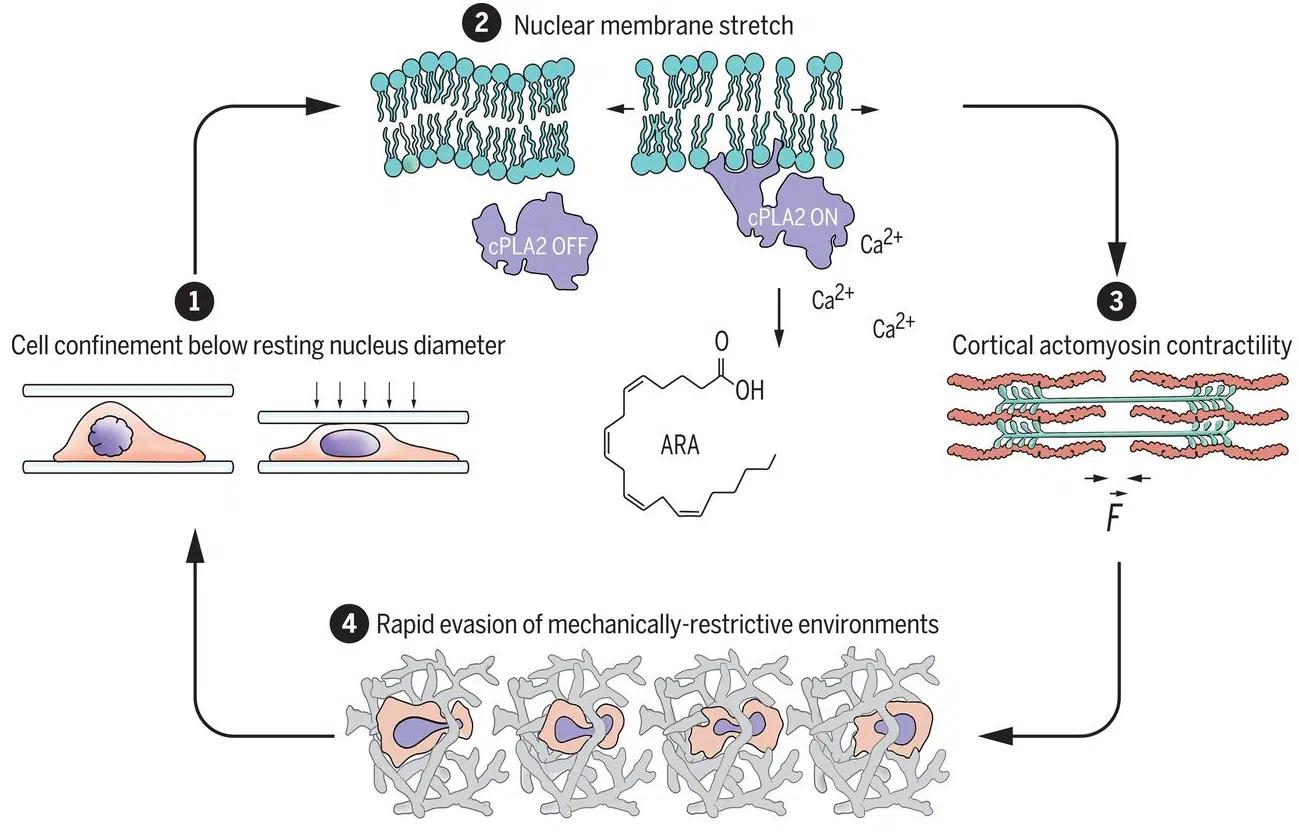 2 Nuclear membrane stretch
cPLA2 OFF
cPLA2 ON
Ca2+
Ca2+
Ca2+
1
Cell confinement below resting nucleus diameter
O
OH
ARA
3
Cortical actomyosin contractility
F
4 Rapid evasion of mechanically-restrictive environments